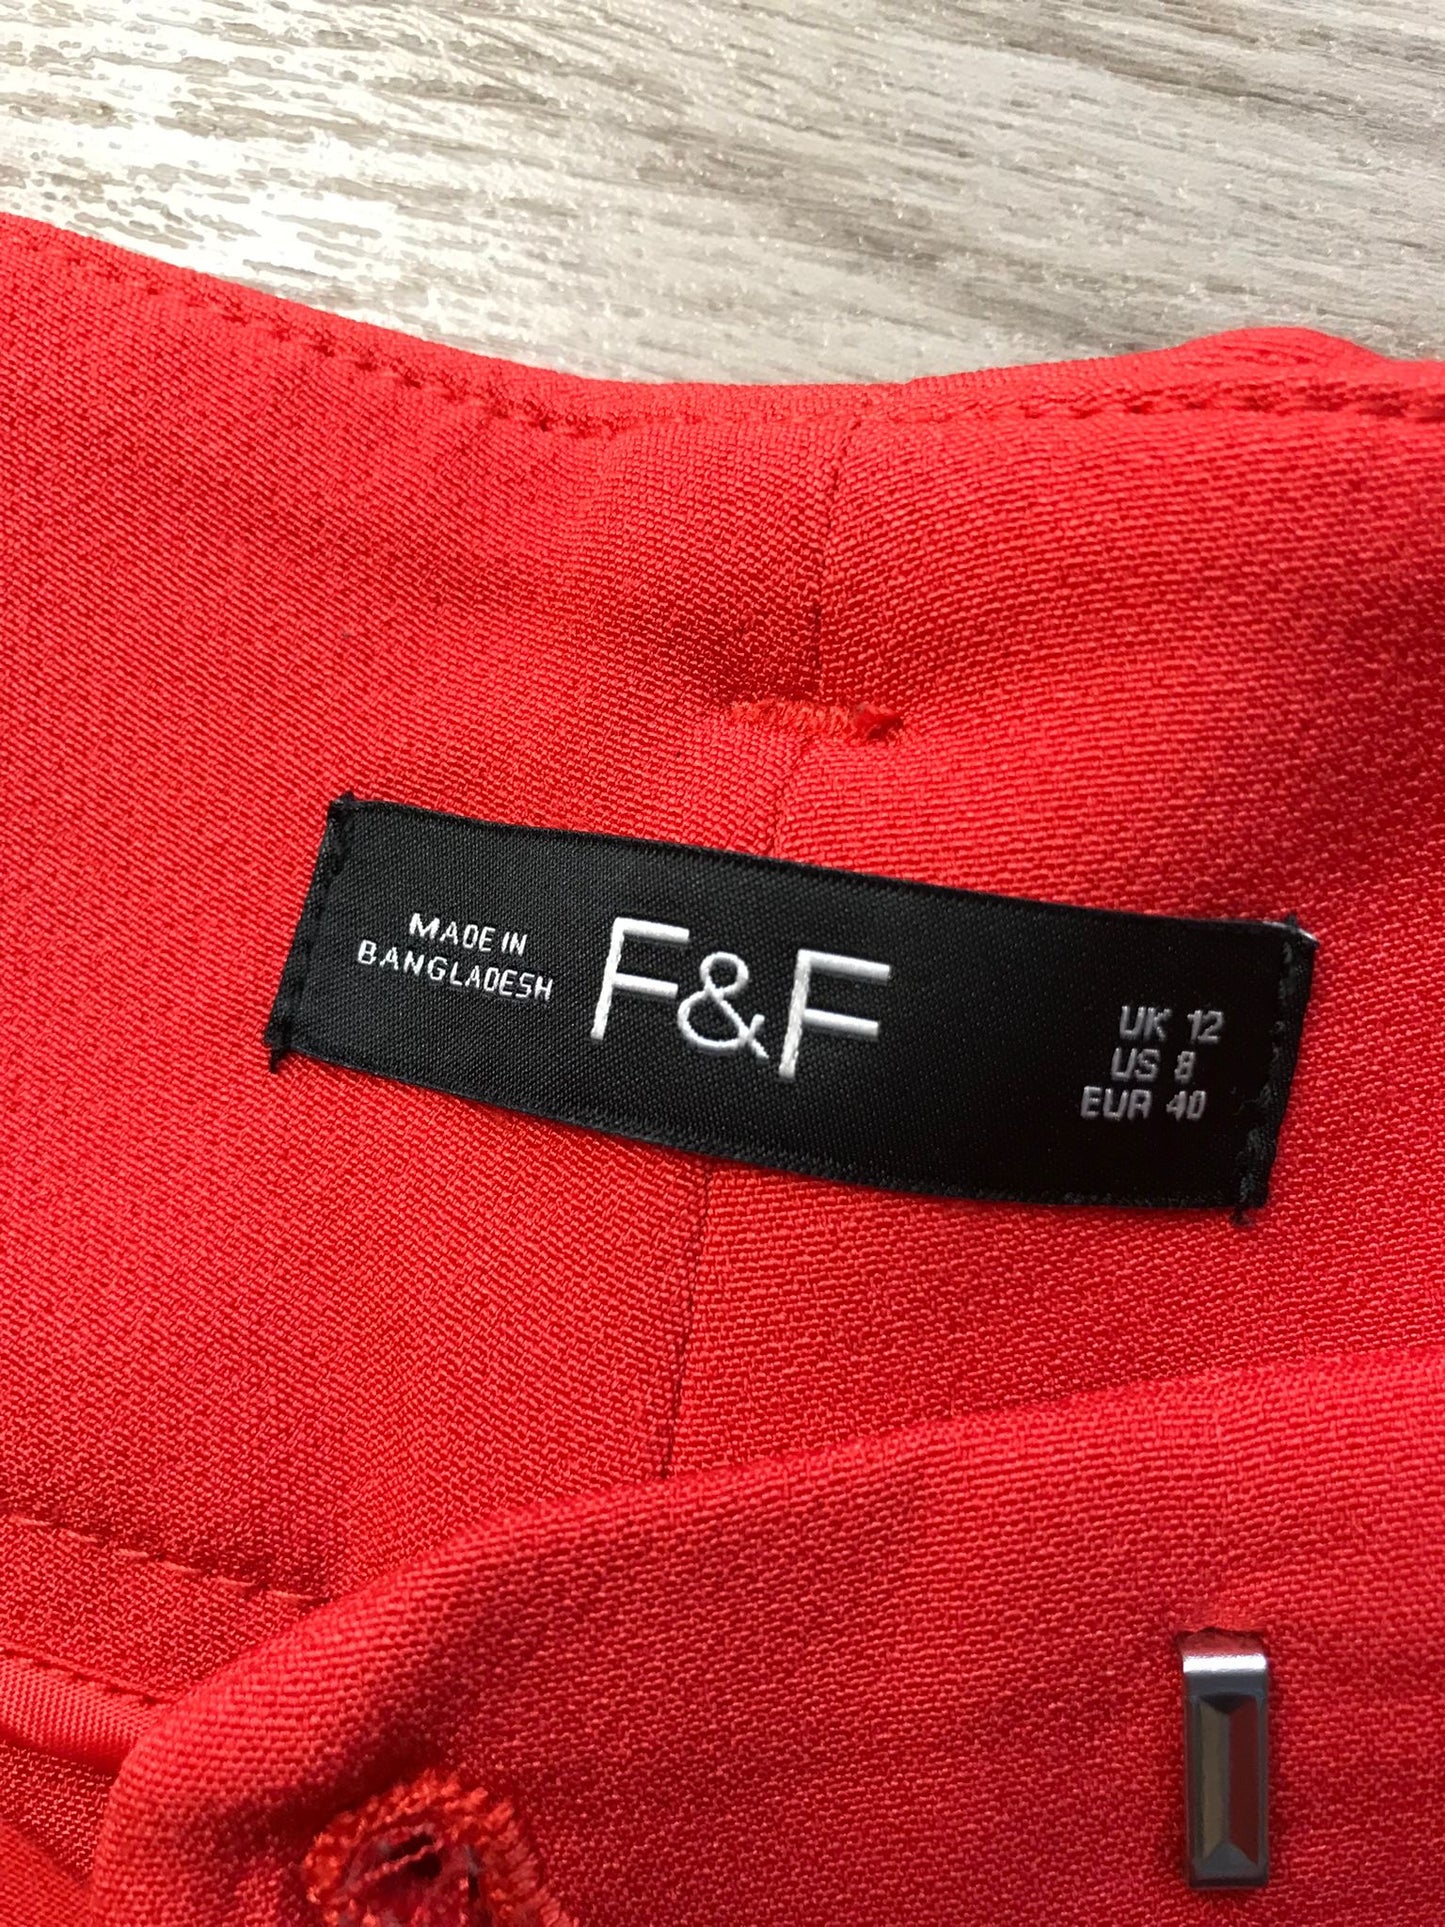 MADE IN
BANGLADESH
F&F
UK 12
US 8
EUR 40